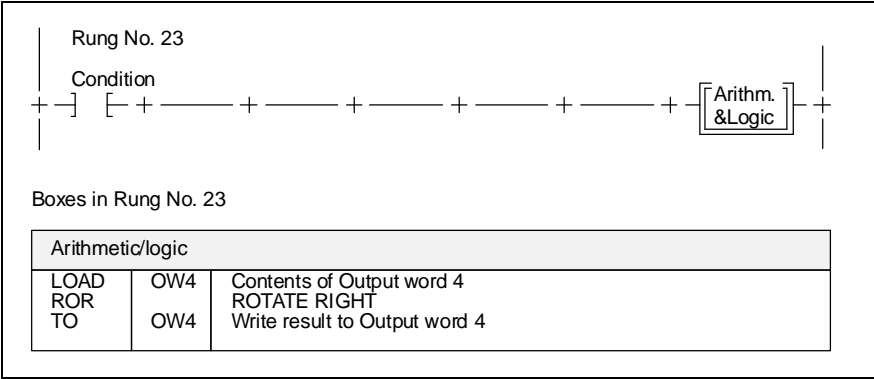 Rung No. 23
Condition
Arithm.
&Logic
Boxes in Rung No. 23
Arithmetic/logic
LOAD OW4 Contents of Output word 4
ROR ROTATE RIGHT
TO OW4 Write result to Output word 4